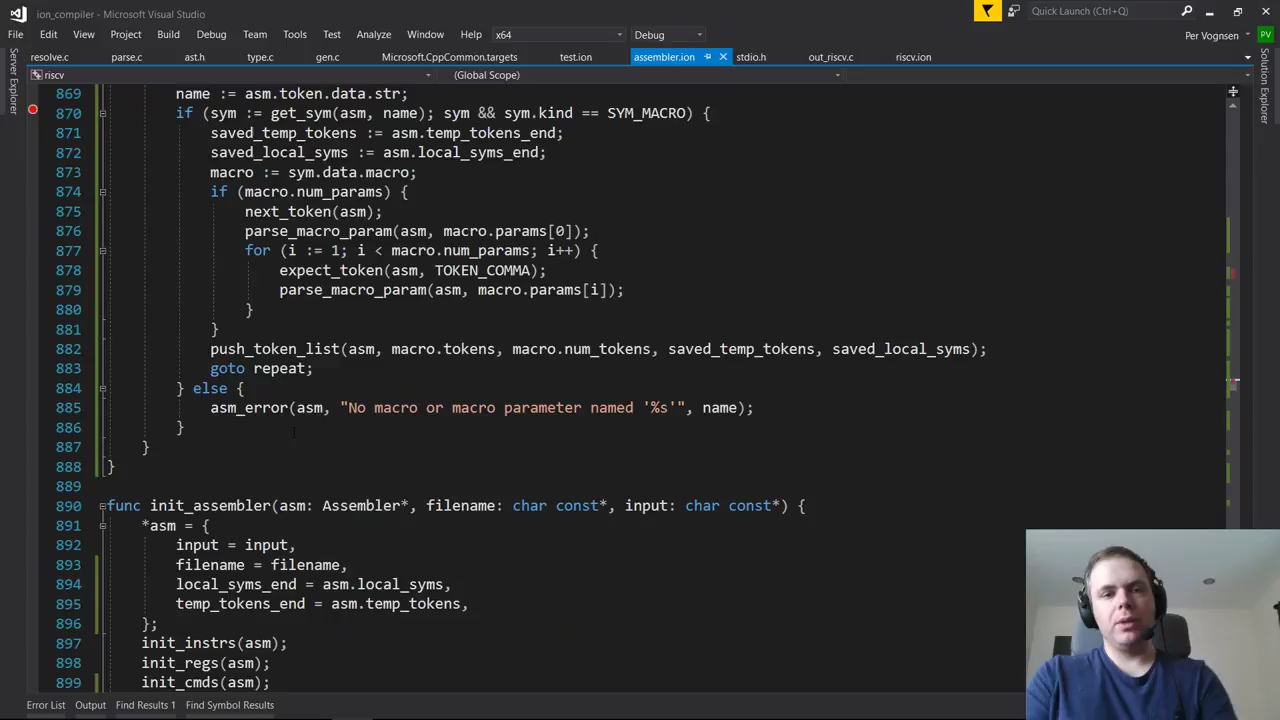 ion_compiler - Microsoft Visual Studio
Quick Launch (Ctrl+Q)
File Edit View Project Build Debug Team Tools Test Analyze Window Help x64 Debug Per Vognsen PV
resolve.c parse.c ast.h type.c gen.c Microsoft.CppCommon.targets test.ion assembler.ion stdio.h out_riscv.c riscv.ion
riscv (Global Scope)
Server Explorer
Solution Explorer
869 name := asm.token.data.str;
870 if (sym := get_sym(asm, name); sym && sym.kind == SYM_MACRO) {
871 saved_temp_tokens := asm.temp_tokens_end;
872 saved_local_syms := asm.local_syms_end;
873 macro := sym.data.macro;
874 if (macro.num_params) {
875 next_token(asm);
876 parse_macro_param(asm, macro.params[0]);
877 for (i := 1; i < macro.num_params; i++) {
878 expect_token(asm, TOKEN_COMMA);
879 parse_macro_param(asm, macro.params[i]);
880 }
881 }
882 push_token_list(asm, macro.tokens, macro.num_tokens, saved_temp_tokens, saved_local_syms);
883 goto repeat;
884 } else {
885 asm_error(asm, "No macro or macro parameter named '%s'", name);
886 }
887 }
888 }
889
890 func init_assembler(asm: Assembler*, filename: char const*, input: char const*) {
891 *asm = {
892 input = input,
893 filename = filename,
894 local_syms_end = asm.local_syms,
895 temp_tokens_end = asm.temp_tokens,
896 };
897 init_instrs(asm);
898 init_regs(asm);
899 init_cmds(asm);
Error List Output Find Results 1 Find Symbol Results